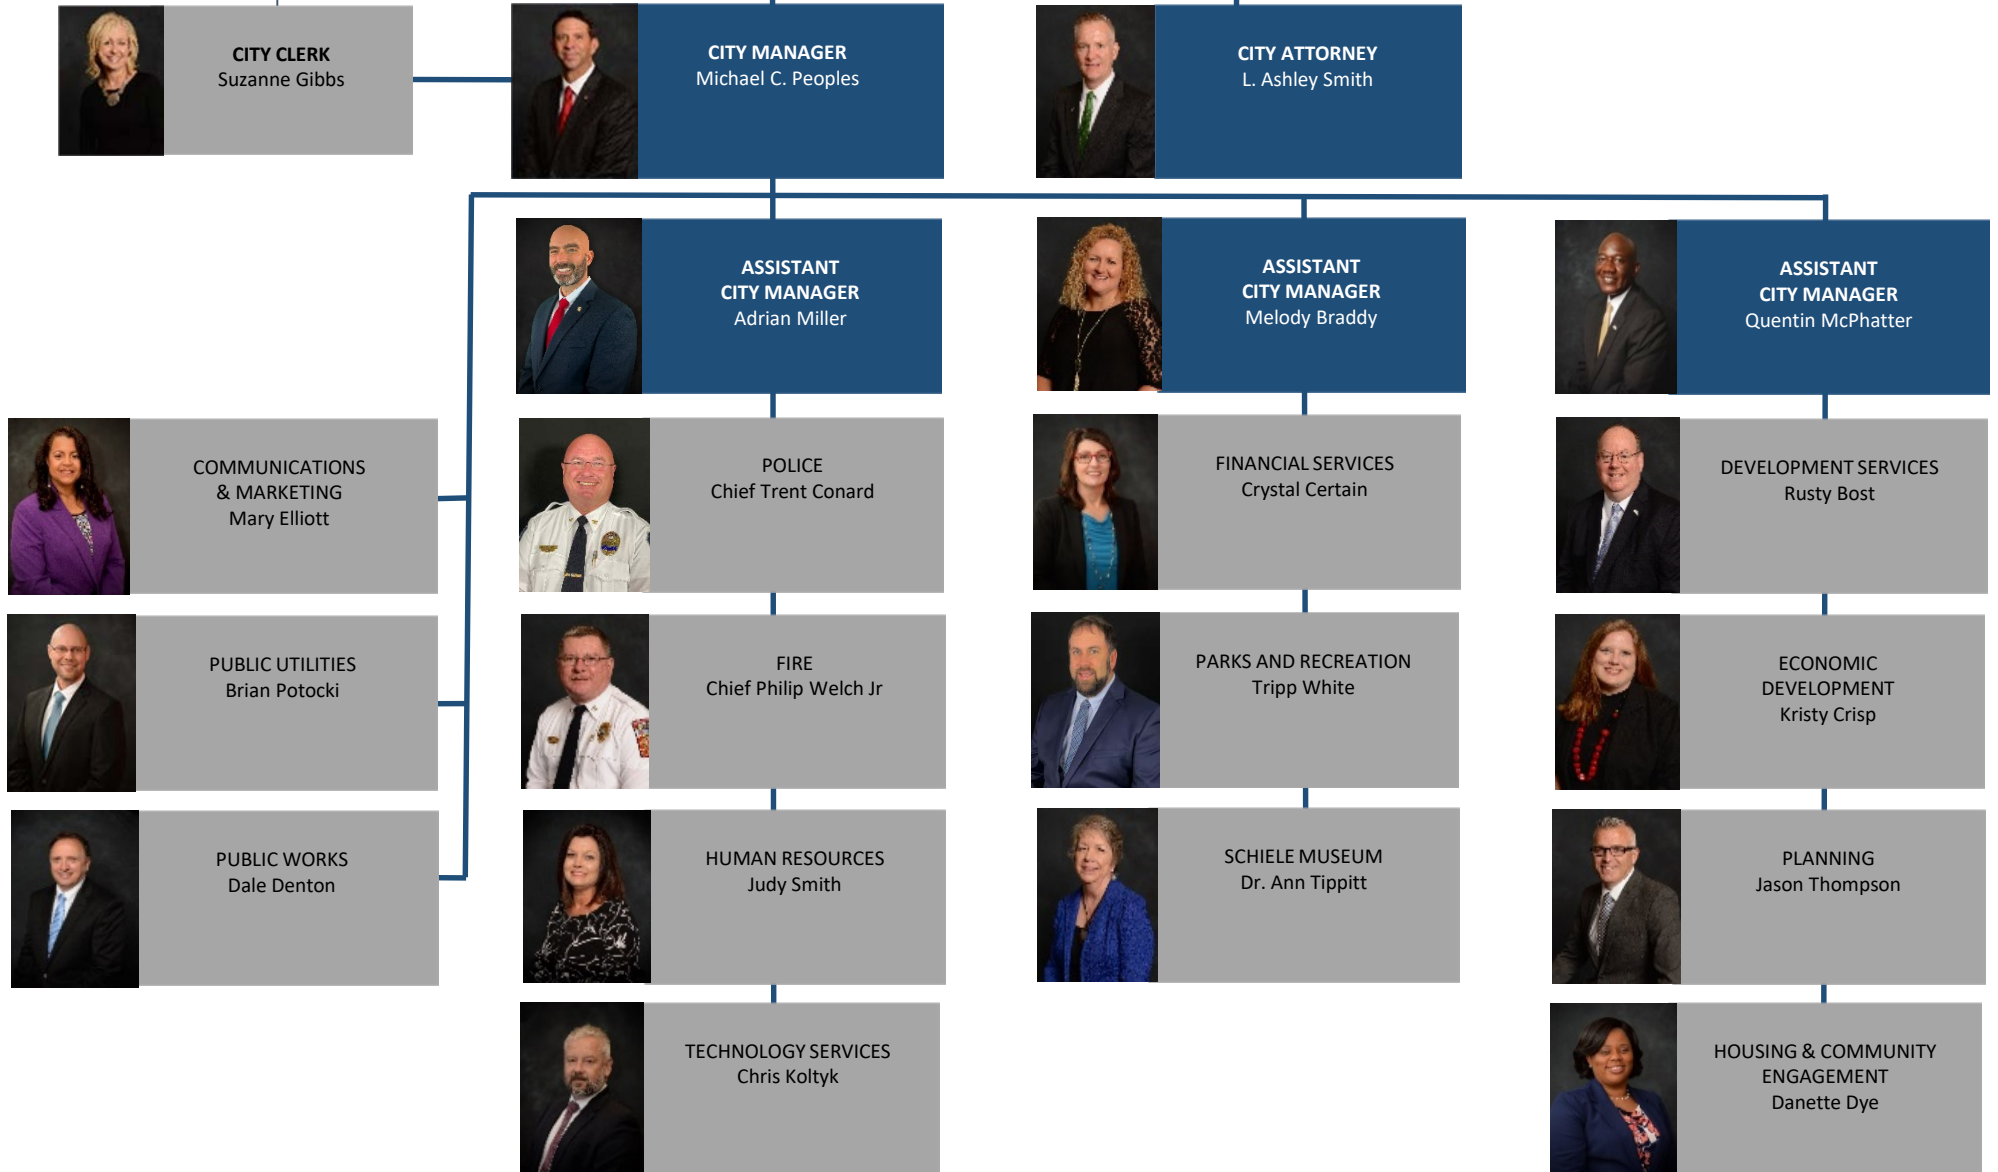 CITY CLERK
Suzanne Gibbs
CITY MANAGER
Michael C. Peoples
CITY ATTORNEY
L. Ashley Smith
ASSISTANT
CITY MANAGER
Adrian Miller
ASSISTANT
CITY MANAGER
Melody Braddy
ASSISTANT
CITY MANAGER
Quentin McPhatter
COMMUNICATIONS
& MARKETING
Mary Elliott
POLICE
Chief Trent Conard
FINANCIAL SERVICES
Crystal Certain
DEVELOPMENT SERVICES
Rusty Bost
PUBLIC UTILITIES
Brian Potocki
FIRE
Chief Philip Welch Jr
PARKS AND RECREATION
Tripp White
ECONOMIC
DEVELOPMENT
Kristy Crisp
PUBLIC WORKS
Dale Denton
HUMAN RESOURCES
Judy Smith
SCHIELE MUSEUM
Dr. Ann Tippitt
PLANNING
Jason Thompson
TECHNOLOGY SERVICES
Chris Koltyk
HOUSING & COMMUNITY
ENGAGEMENT
Danette Dye